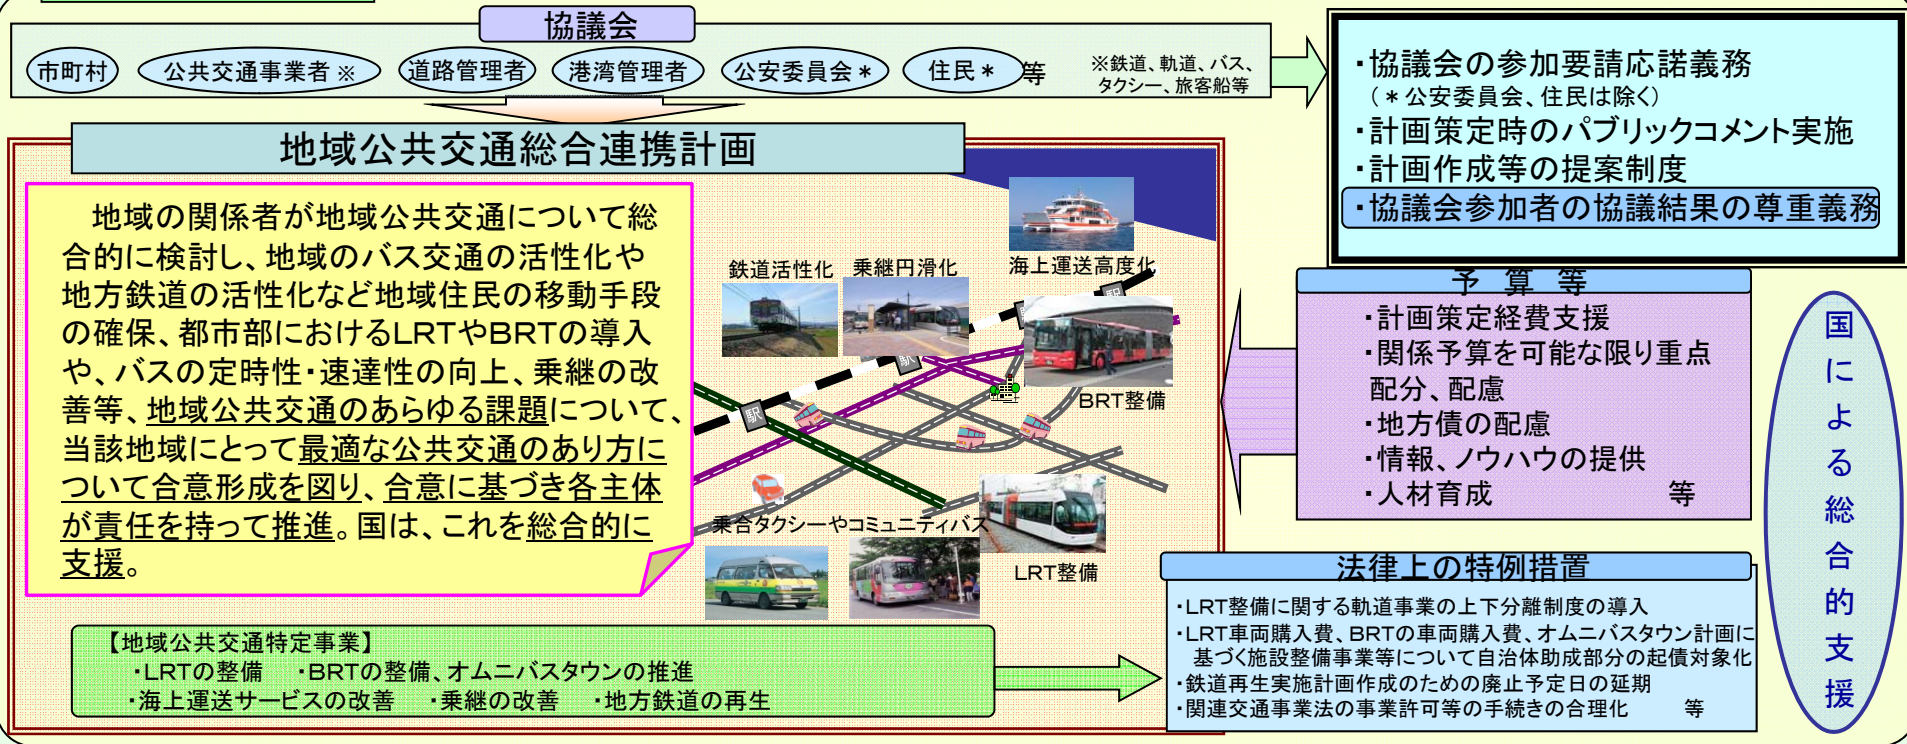 協議会
市町村
公共交通事業者※
道路管理者
港湾管理者
公安委員会＊
住民＊
等
※鉄道、軌道、バス、
タクシー、旅客船等
・協議会の参加要請応諾義務
（＊公安委員会、住民は除く）
・計画策定時のパブリックコメント実施
・計画作成等の提案制度
・協議会参加者の協議結果の尊重義務
地域公共交通総合連携計画
地域の関係者が地域公共交通について総
合的に検討し、地域のバス交通の活性化や
地方鉄道の活性化など地域住民の移動手段
の確保、都市部におけるLRTやBRTの導入
や、バスの定時性・速達性の向上、乗継の改
善等、地域公共交通のあらゆる課題について、
当該地域にとって最適な公共交通のあり方に
ついて合意形成を図り、合意に基づき各主体
が責任を持って推進。国は、これを総合的に
支援。
鉄道活性化
乗継円滑化
海上運送高度化
駅
駅
駅
駅
BRT整備
乗合タクシーやコミュニティバス
LRT整備
予算等
・計画策定経費支援
・関係予算を可能な限り重点
配分、配慮
・地方債の配慮
・情報、ノウハウの提供
・人材育成 等
国による総合的支援
【地域公共交通特定事業】
・LRTの整備 ・BRTの整備、オムニバスタウンの推進
・海上運送サービスの改善 ・乗継の改善 ・地方鉄道の再生
法律上の特例措置
・LRT整備に関する軌道事業の上下分離制度の導入
・LRT車両購入費、BRTの車両購入費、オムニバスタウン計画に
基づく施設整備事業等について自治体助成部分の起債対象化
・鉄道再生実施計画作成のための廃止予定日の延期
・関連交通事業法の事業許可等の手続きの合理化 等